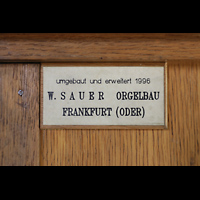 umgebaut und erweitert 1996
W. SAUER ORGELBAU
FRANKFURT (ODER)